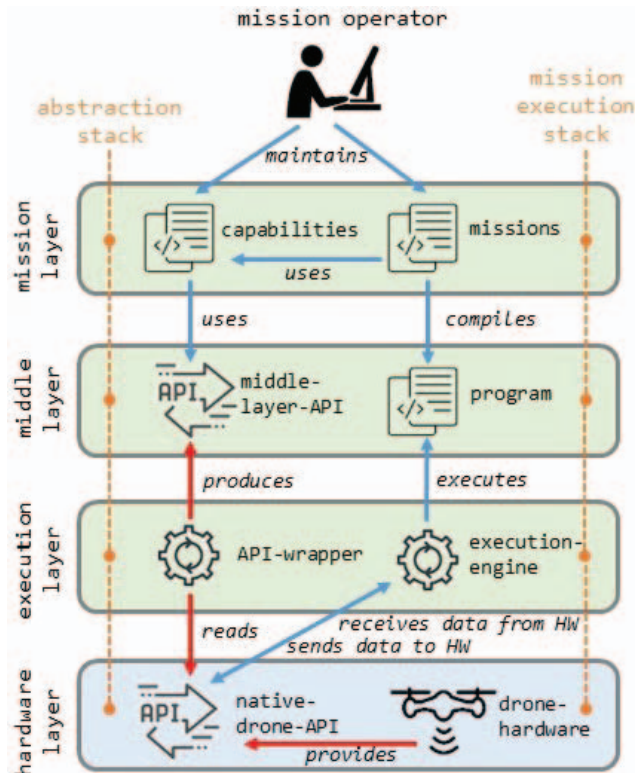 mission operator
abstraction
stack
mission
execution
stack
maintains
mission
layer
</>
capabilities
</>
missions
uses
uses
compiles
middle
layer
API
middle-
layer-API
</>
program
produces
executes
execution
layer
API-wrapper
execution-
engine
reads
receives data from HW
sends data to HW
hardware
layer
API
native-
drone-API
drone-
hardware
provides